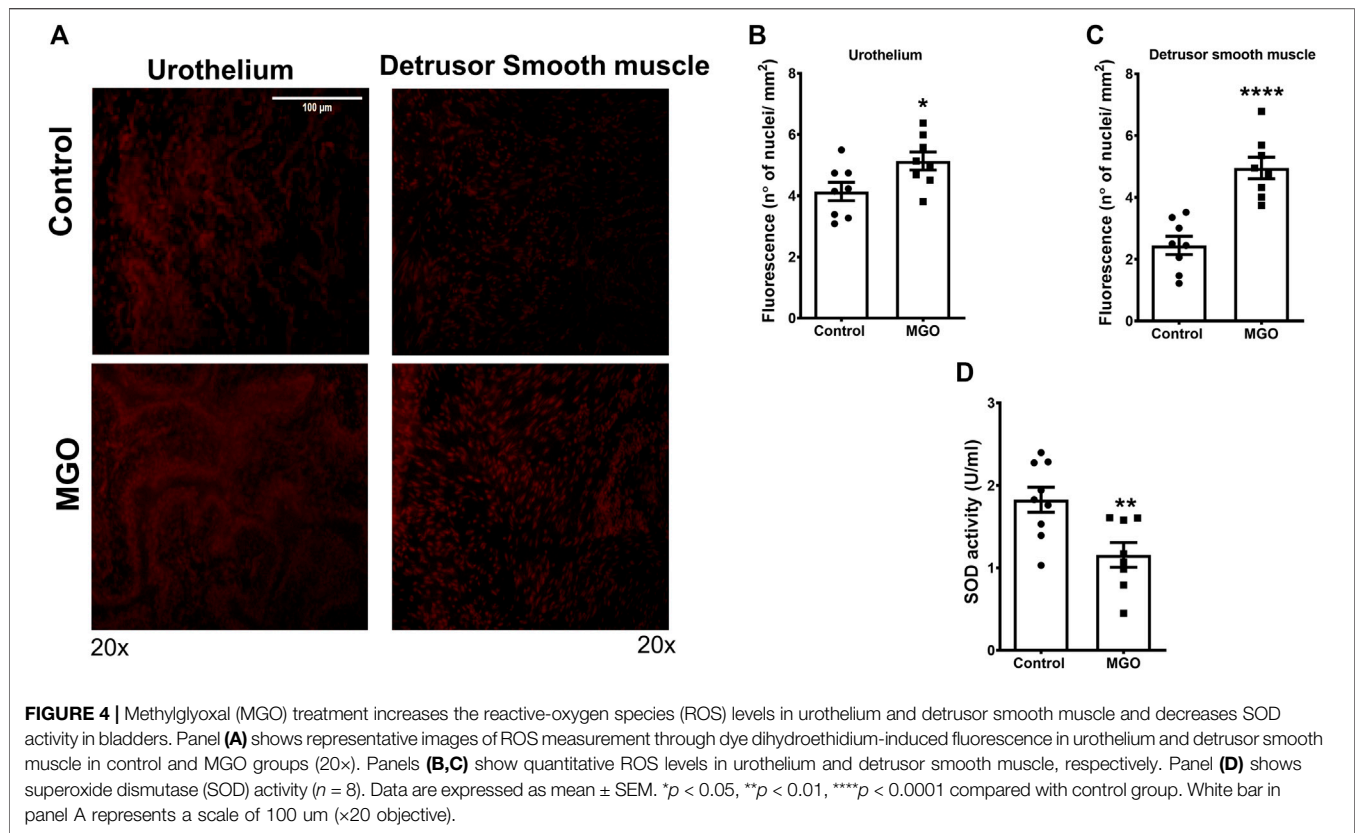 A
Urothelium
Detrusor Smooth muscle
Control
100 µm
MGO
20x
20x
B
Urothelium
Fluorescence (n° of nuclei/ mm²)
8
6
4
2
0
*
Control
MGO
C
Detrusor smooth muscle
Fluorescence (n° of nuclei/ mm²)
8
6
4
2
0
****
Control
MGO
D
SOD activity (U/ml)
3
2
1
0
**
Control
MGO
FIGURE 4 | Methylglyoxal (MGO) treatment increases the reactive-oxygen species (ROS) levels in urothelium and detrusor smooth muscle and decreases SOD
activity in bladders. Panel (A) shows representative images of ROS measurement through dye dihydroethidium-induced fluorescence in urothelium and detrusor smooth
muscle in control and MGO groups (20×). Panels (B,C) show quantitative ROS levels in urothelium and detrusor smooth muscle, respectively. Panel (D) shows
superoxide dismutase (SOD) activity (n = 8). Data are expressed as mean ± SEM. *p < 0.05, **p < 0.01, ****p < 0.0001 compared with control group. White bar in
panel A represents a scale of 100 um (×20 objective).